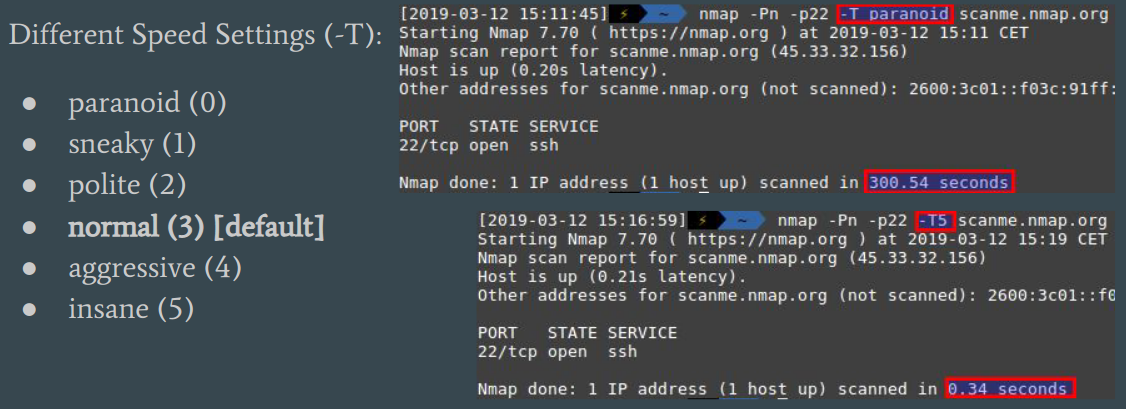 Different Speed Settings (-T):
● paranoid (0)
● sneaky (1)
● polite (2)
● normal (3) [default]
● aggressive (4)
● insane (5)
[2019-03-12 15:11:45] ⚡ ~ nmap -Pn -p22 -T paranoid scanme.nmap.org
Starting Nmap 7.70 ( https://nmap.org ) at 2019-03-12 15:11 CET
Nmap scan report for scanme.nmap.org (45.33.32.156)
Host is up (0.20s latency).
Other addresses for scanme.nmap.org (not scanned): 2600:3c01::f03c:91ff:
PORT   STATE SERVICE
22/tcp open  ssh
Nmap done: 1 IP address (1 host up) scanned in 300.54 seconds
[2019-03-12 15:16:59] ⚡ ~ nmap -Pn -p22 -T5 scanme.nmap.org
Starting Nmap 7.70 ( https://nmap.org ) at 2019-03-12 15:19 CET
Nmap scan report for scanme.nmap.org (45.33.32.156)
Host is up (0.21s latency).
Other addresses for scanme.nmap.org (not scanned): 2600:3c01::f0
PORT   STATE SERVICE
22/tcp open  ssh
Nmap done: 1 IP address (1 host up) scanned in 0.34 seconds